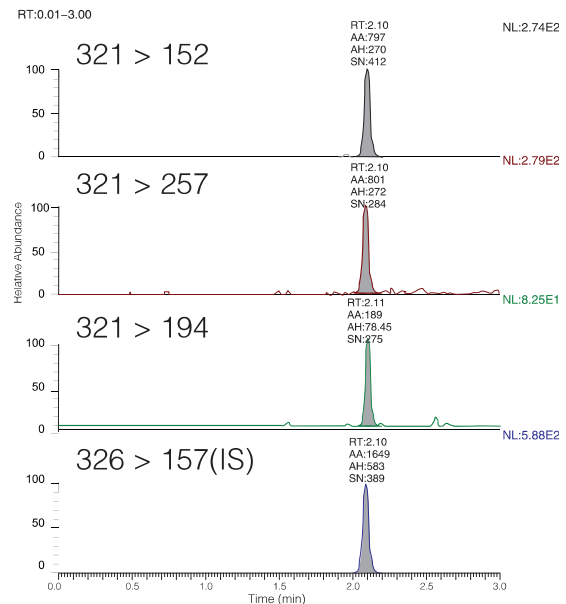 RT:0.01–3.00
NL:2.74E2
RT:2.10
AA:797
AH:270
SN:412
321 > 152
100
50
0
NL:2.79E2
RT:2.10
AA:801
AH:272
SN:284
321 > 257
100
50
0
NL:8.25E1
RT:2.11
AA:189
AH:78.45
SN:275
321 > 194
100
50
0
NL:5.88E2
RT:2.10
AA:1649
AH:583
SN:389
326 > 157(IS)
100
50
0
Relative Abundance
0.0 0.5 1.0 1.5 2.0 2.5 3.0
Time (min)